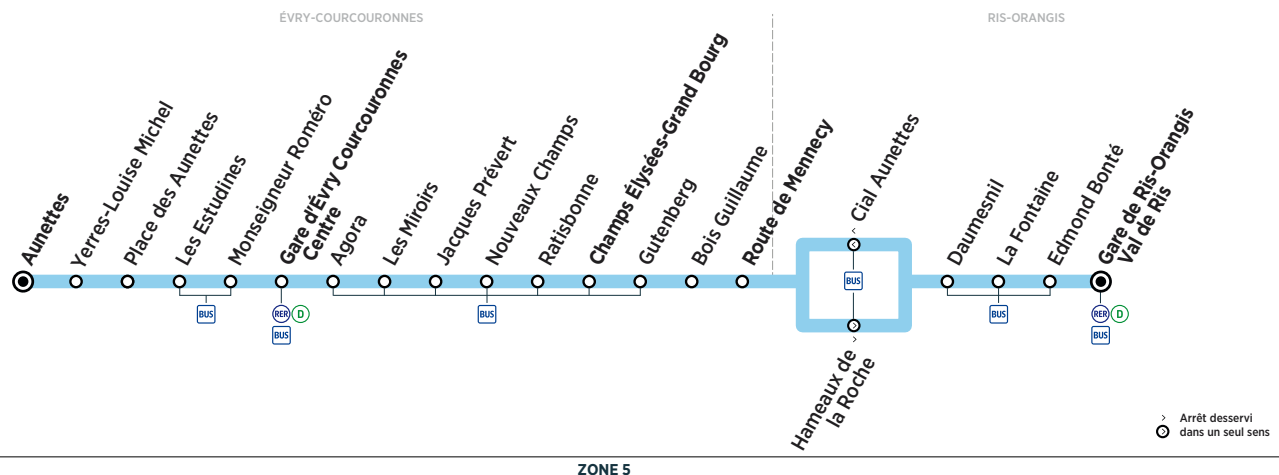 ÉVRY-COURCOURONNES
RIS-ORANGIS
Aunettes
Yerres-Louise Michel
Place des Aunettes
Les Estudines
Monseigneur Roméro
Gare d'Évry Courcouronnes
Centre
Agora
Les Miroirs
Jacques Prévert
Nouveaux Champs
Ratisbonne
Champs Élysées-Grand Bourg
Gutenberg
Bois Guillaume
Route de Mennecy
Cial Aunettes
Hameaux de
la Roche
Daumesnil
La Fontaine
Edmond Bonté
Gare de Ris-Orangis
Val de Ris
BUS
RER D
BUS
BUS
BUS
BUS
RER D
BUS
Arrêt desservi
dans un seul sens
ZONE 5